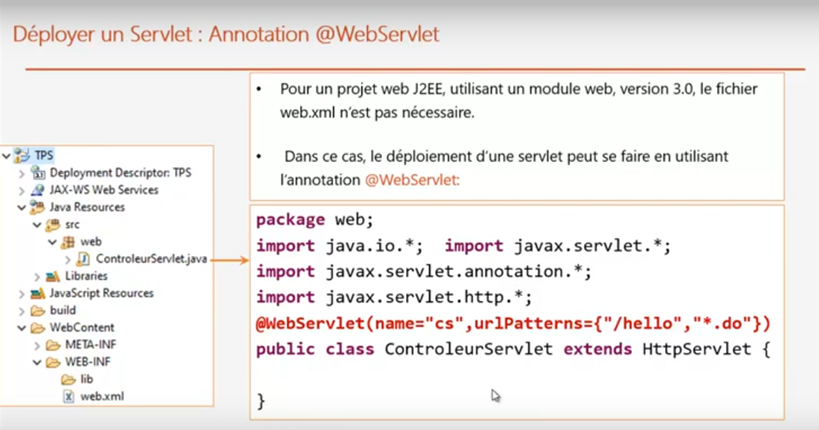 Déployer un Servlet : Annotation @WebServlet
• Pour un projet web J2EE, utilisant un module web, version 3.0, le fichier
web.xml n'est pas nécessaire.
• Dans ce cas, le déploiement d'une servlet peut se faire en utilisant
l'annotation @WebServlet:
TPS
Deployment Descriptor: TPS
JAX-WS Web Services
Java Resources
src
web
ControleurServlet.java
Libraries
JavaScript Resources
build
WebContent
META-INF
WEB-INF
lib
web.xml
package web;
import java.io.*;  import javax.servlet.*;
import javax.servlet.annotation.*;
import javax.servlet.http.*;
@WebServlet(name="cs",urlPatterns={"/hello","*.do"})
public class ControleurServlet extends HttpServlet {
}